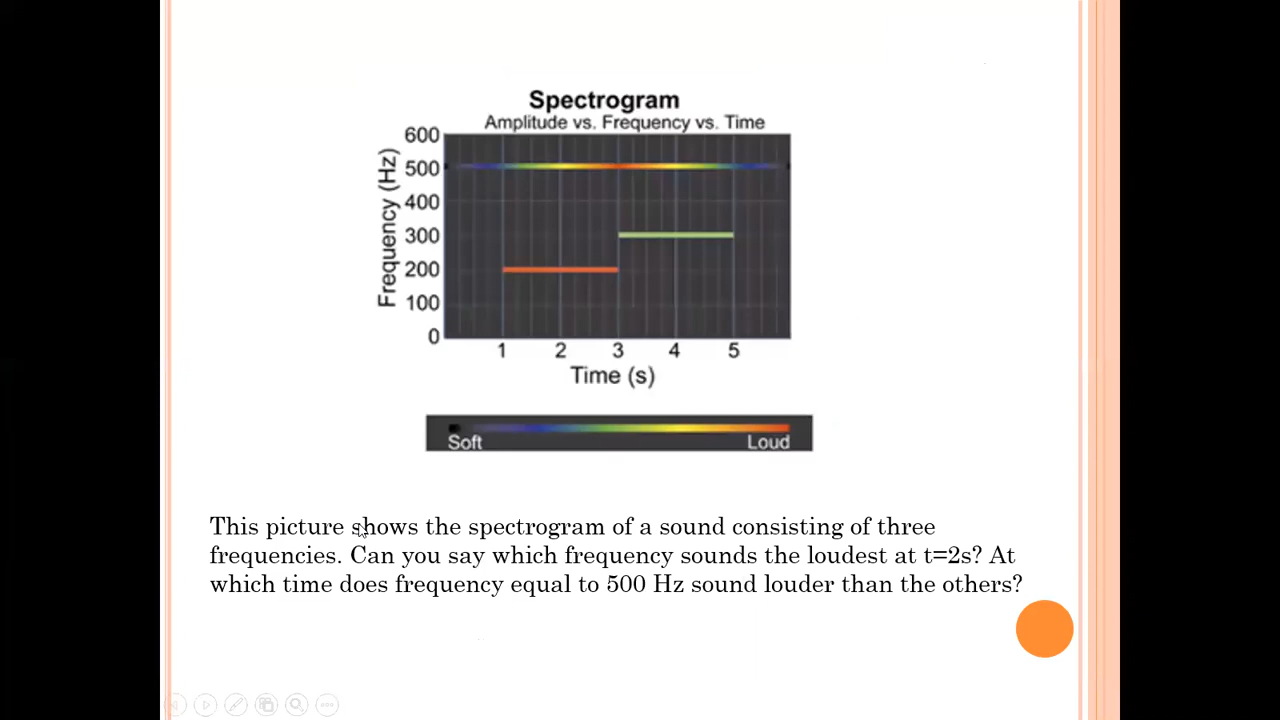 Spectrogram
Amplitude vs. Frequency vs. Time
Frequency (Hz)
600
500
400
300
200
100
0
1 2 3 4 5
Time (s)
Soft Loud
This picture shows the spectrogram of a sound consisting of three
frequencies. Can you say which frequency sounds the loudest at t=2s? At
which time does frequency equal to 500 Hz sound louder than the others?